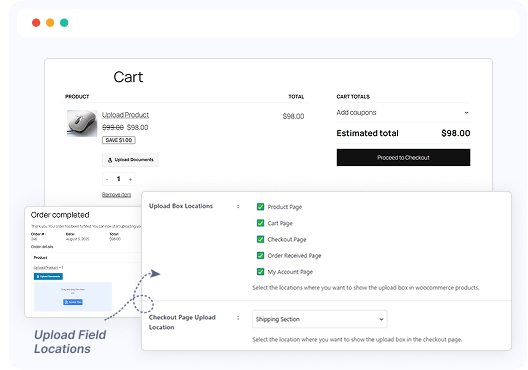 Cart
PRODUCT TOTAL CART TOTALS
Upload Product $98.00 Add coupons
$99.00 $98.00
SAVE $1.00 Estimated total $98.00
Upload Documents Proceed to Checkout
- 1 +
Remove item
Order completed
Thank you. Your order has been
Order #: Date: Total:
August 5, 2025 $98.00
Order details
Product
Upload Product
Upload Documents
Upload Box Locations :
Product Page
Cart Page
Checkout Page
Order Received Page
My Account Page
Select the locations where you want to show the upload box in woocommerce products.
Checkout Page Upload Location : Shipping Section
Select the location where you want to show the upload box in the checkout page.
Upload Field
Locations